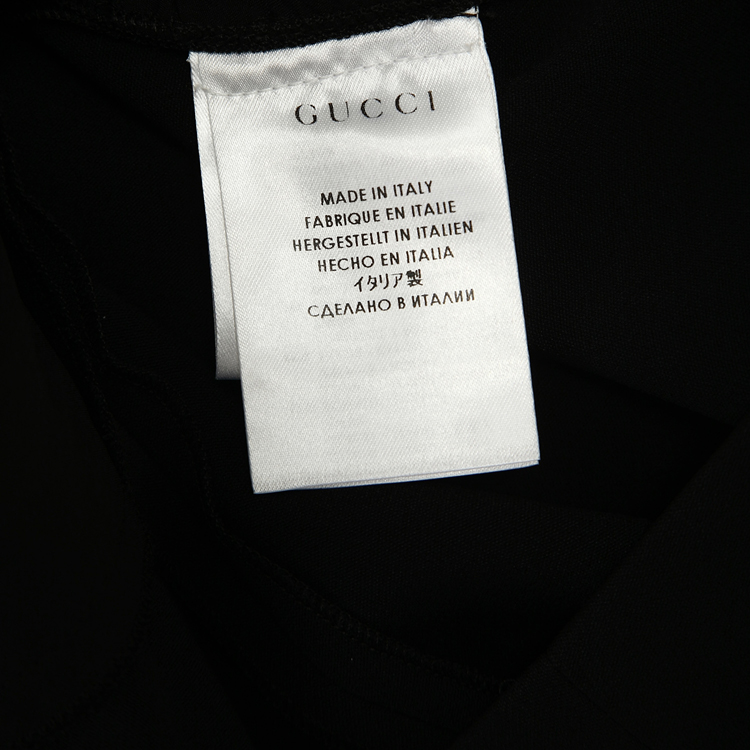 GUCCI
MADE IN ITALY
FABRIQUE EN ITALIE
HERGESTELLT IN ITALIEN
HECHO EN ITALIA
イタリア製
СДЕЛАНО В ИТАЛИИ